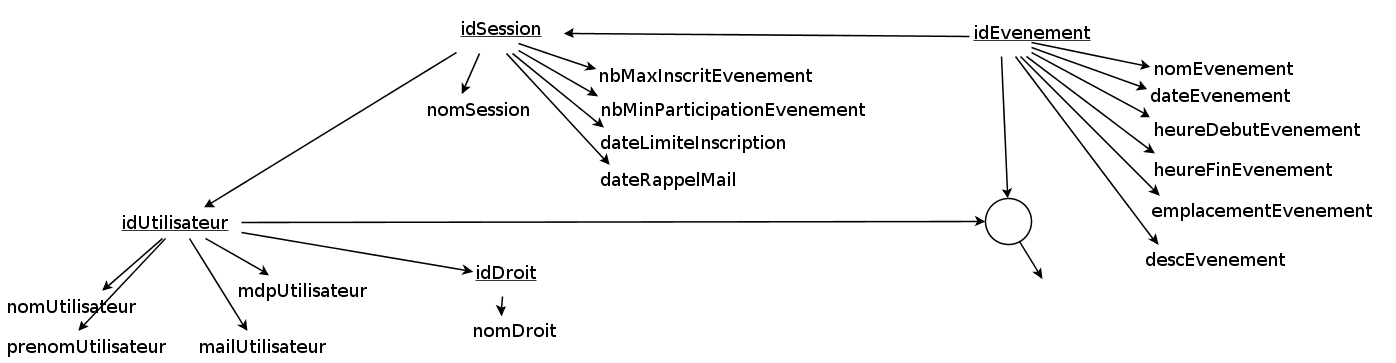 idSession
idEvenement
nbMaxInscritEvenement
nomEvenement
nomSession
nbMinParticipationEvenement
dateEvenement
dateLimiteInscription
heureDebutEvenement
dateRappelMail
heureFinEvenement
idUtilisateur
emplacementEvenement
descEvenement
idDroit
mdpUtilisateur
nomUtilisateur
nomDroit
prenomUtilisateur
mailUtilisateur